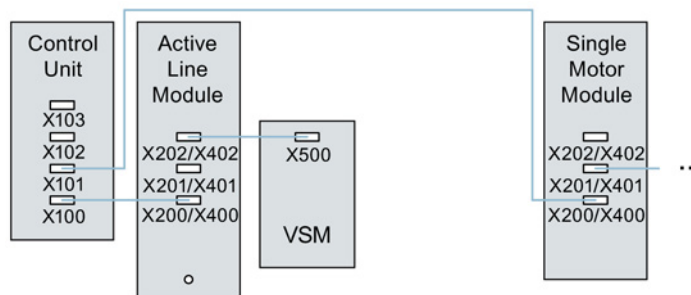 Control
Unit
X103
X102
X101
X100
Active
Line
Module
X202/X402
X201/X401
X200/X400
X500
VSM
Single
Motor
Module
X202/X402
X201/X401
X200/X400
..